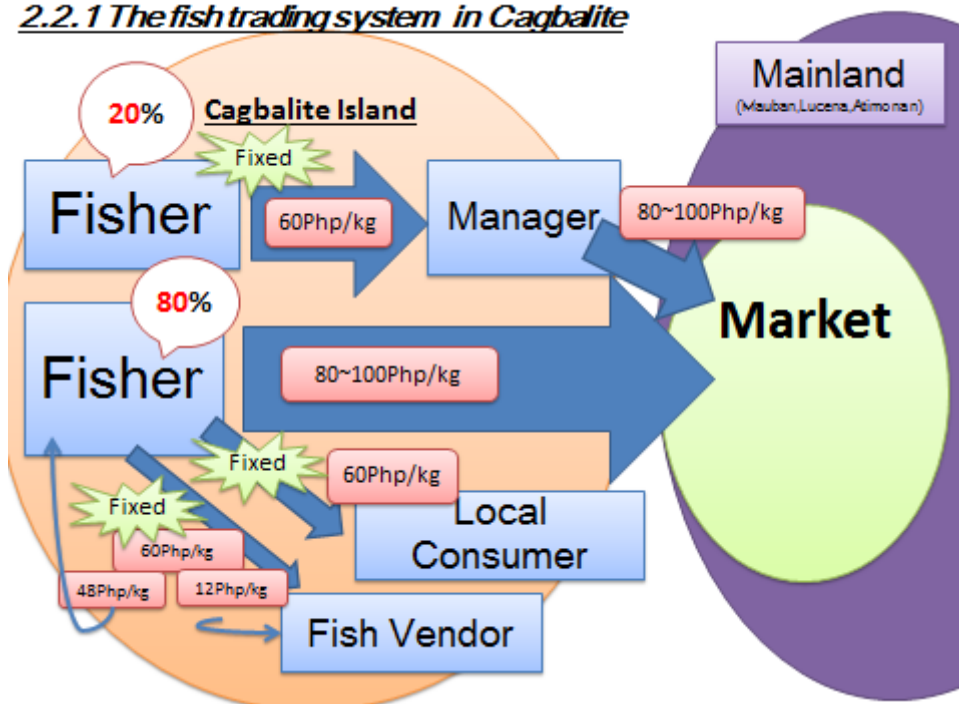 2.2.1 The fish trading system in Cagbalite
Mainland
(Mauban,Lucena,Atimonan)
20%
Cagbalite Island
Fixed
Fisher
60Php/kg
Manager
80~100Php/kg
80%
Market
Fisher
80~100Php/kg
Fixed
60Php/kg
Fixed
Local
Consumer
60Php/kg
48Php/kg
12Php/kg
Fish Vendor